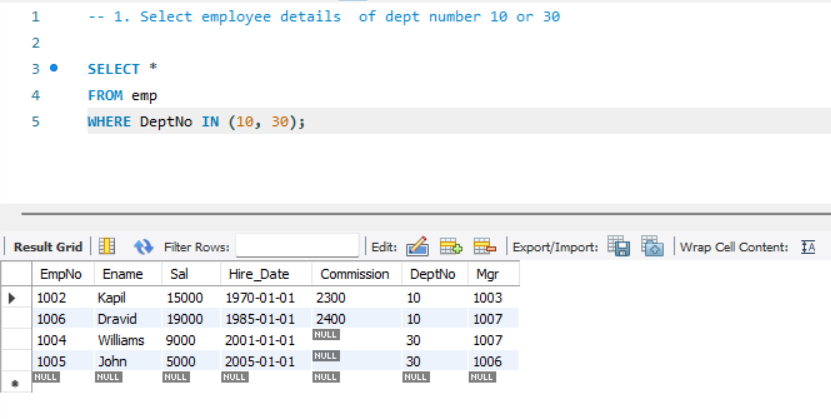 1 -- 1. Select employee details  of dept number 10 or 30
2
3 SELECT *
4 FROM emp
5 WHERE DeptNo IN (10, 30);
Result Grid Filter Rows: Edit: Export/Import: Wrap Cell Content: IA
EmpNo Ename Sal Hire_Date Commission DeptNo Mgr
1002 Kapil 15000 1970-01-01 2300 10 1003
1006 Dravid 19000 1985-01-01 2400 10 1007
1004 Williams 9000 2001-01-01 NULL 30 1007
1005 John 5000 2005-01-01 NULL 30 1006
NULL NULL NULL NULL NULL NULL NULL